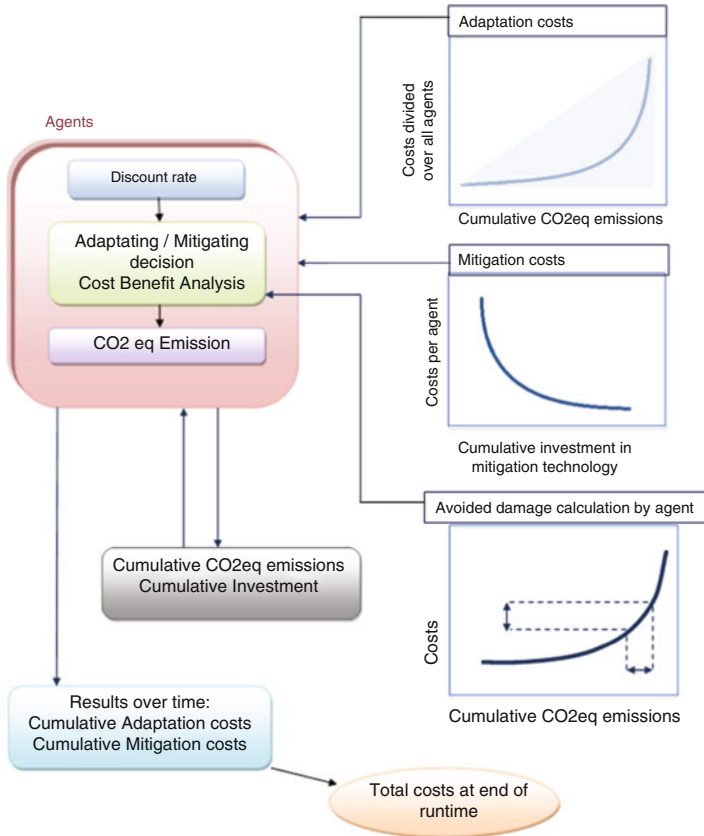 Adaptation costs
Costs divided
over all agents
Cumulative CO2eq emissions
Agents
Discount rate
Adaptating / Mitigating
decision
Cost Benefit Analysis
CO2 eq Emission
Mitigation costs
Costs per agent
Cumulative investment in
mitigation technology
Avoided damage calculation by agent
Costs
Cumulative CO2eq emissions
Cumulative CO2eq emissions
Cumulative Investment
Results over time:
Cumulative Adaptation costs
Cumulative Mitigation costs
Total costs at end of
runtime